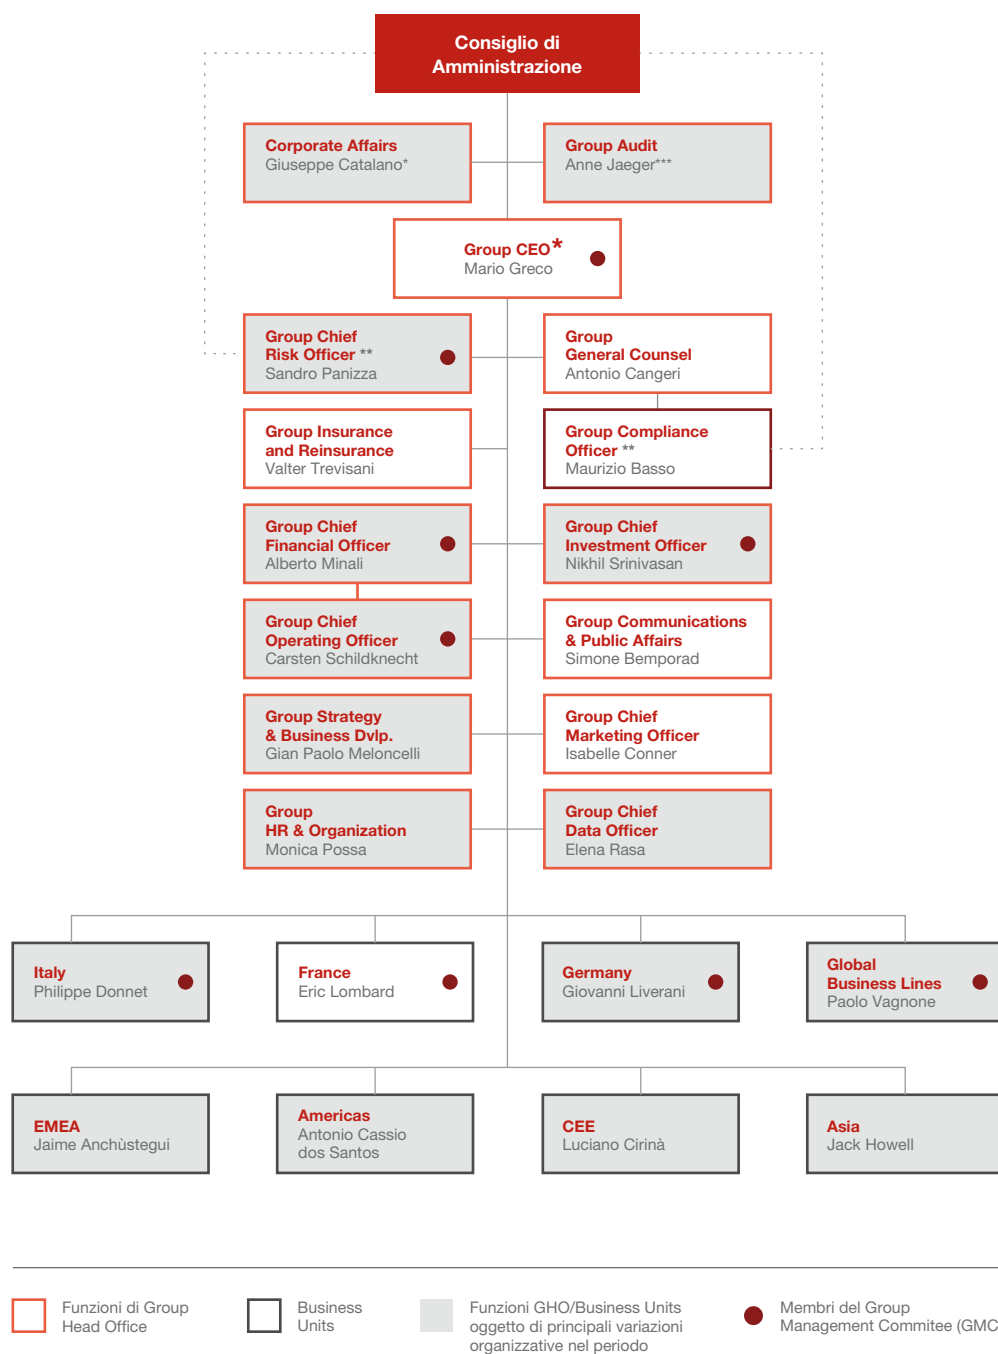 Consiglio di
Amministrazione
Corporate Affairs
Giuseppe Catalano*
Group Audit
Anne Jaeger***
Group CEO*
Mario Greco
Group Chief
Risk Officer **
Sandro Panizza
Group
General Counsel
Antonio Cangeri
Group Insurance
and Reinsurance
Valter Trevisani
Group Compliance
Officer **
Maurizio Basso
Group Chief
Financial Officer
Alberto Minali
Group Chief
Investment Officer
Nikhil Srinivasan
Group Chief
Operating Officer
Carsten Schildknecht
Group Communications
& Public Affairs
Simone Bemporad
Group Strategy
& Business Dvlp.
Gian Paolo Meloncelli
Group Chief
Marketing Officer
Isabelle Conner
Group
HR & Organization
Monica Possa
Group Chief
Data Officer
Elena Rasa
Italy
Philippe Donnet
France
Eric Lombard
Germany
Giovanni Liverani
Global
Business Lines
Paolo Vagnone
EMEA
Jaime Anchùstegui
Americas
Antonio Cassio
dos Santos
CEE
Luciano Cirinà
Asia
Jack Howell
Funzioni di Group
Head Office
Business
Units
Funzioni GHO/Business Units
oggetto di principali variazioni
organizzative nel periodo
Membri del Group
Management Commitee (GMC